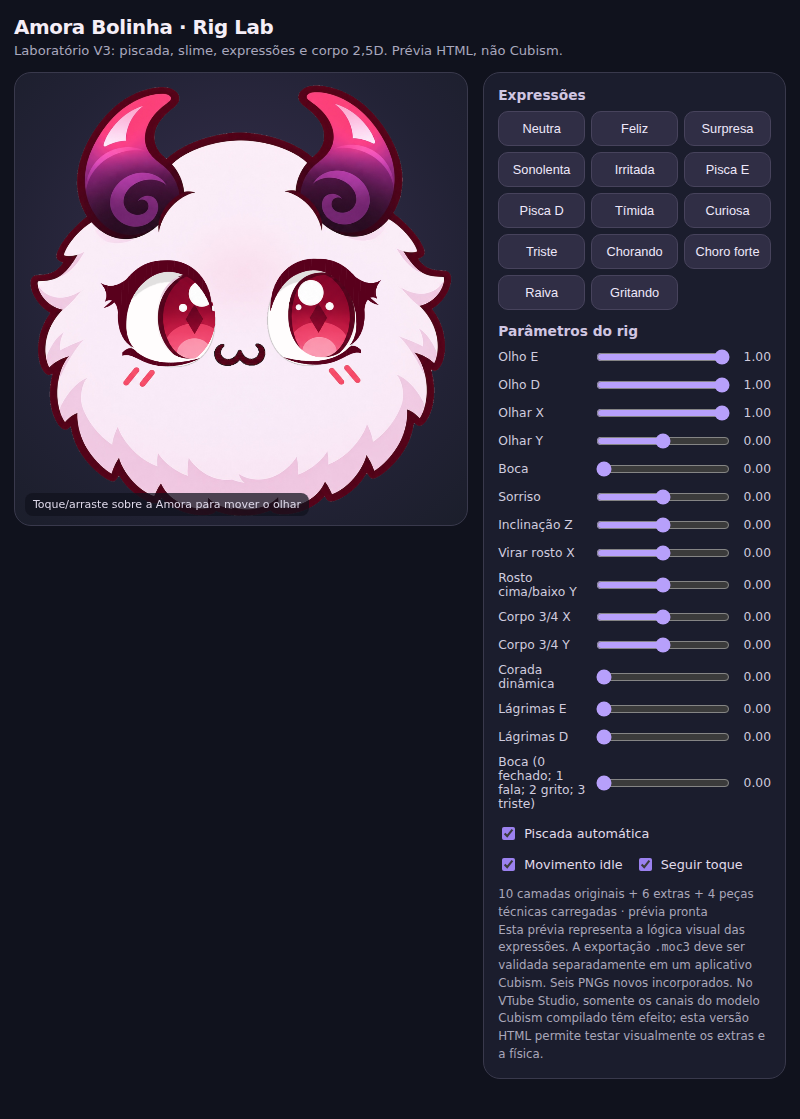 Amora Bolinha · Rig Lab
Laboratório V3: piscada, slime, expressões e corpo 2,5D. Prévia HTML, não Cubism.
Toque/arraste sobre a Amora para mover o olhar
Expressões
Neutra
Feliz
Surpresa
Sonolenta
Irritada
Pisca E
Pisca D
Tímida
Curiosa
Triste
Chorando
Choro forte
Raiva
Gritando
Parâmetros do rig
Olho E 1.00
Olho D 1.00
Olhar X 1.00
Olhar Y 0.00
Boca 0.00
Sorriso 0.00
Inclinação Z 0.00
Virar rosto X 0.00
Rosto
cima/baixo Y 0.00
Corpo 3/4 X 0.00
Corpo 3/4 Y 0.00
Corada
dinâmica 0.00
Lágrimas E 0.00
Lágrimas D 0.00
Boca (0
fechado; 1
fala; 2 grito; 3
triste) 0.00
Piscada automática
Movimento idle
Seguir toque
10 camadas originais + 6 extras + 4 peças
técnicas carregadas · prévia pronta
Esta prévia representa a lógica visual das
expressões. A exportação .moc3 deve ser
validada separadamente em um aplicativo
Cubism. Seis PNGs novos incorporados. No
VTube Studio, somente os canais do modelo
Cubism compilado têm efeito; esta versão
HTML permite testar visualmente os extras e
a física.